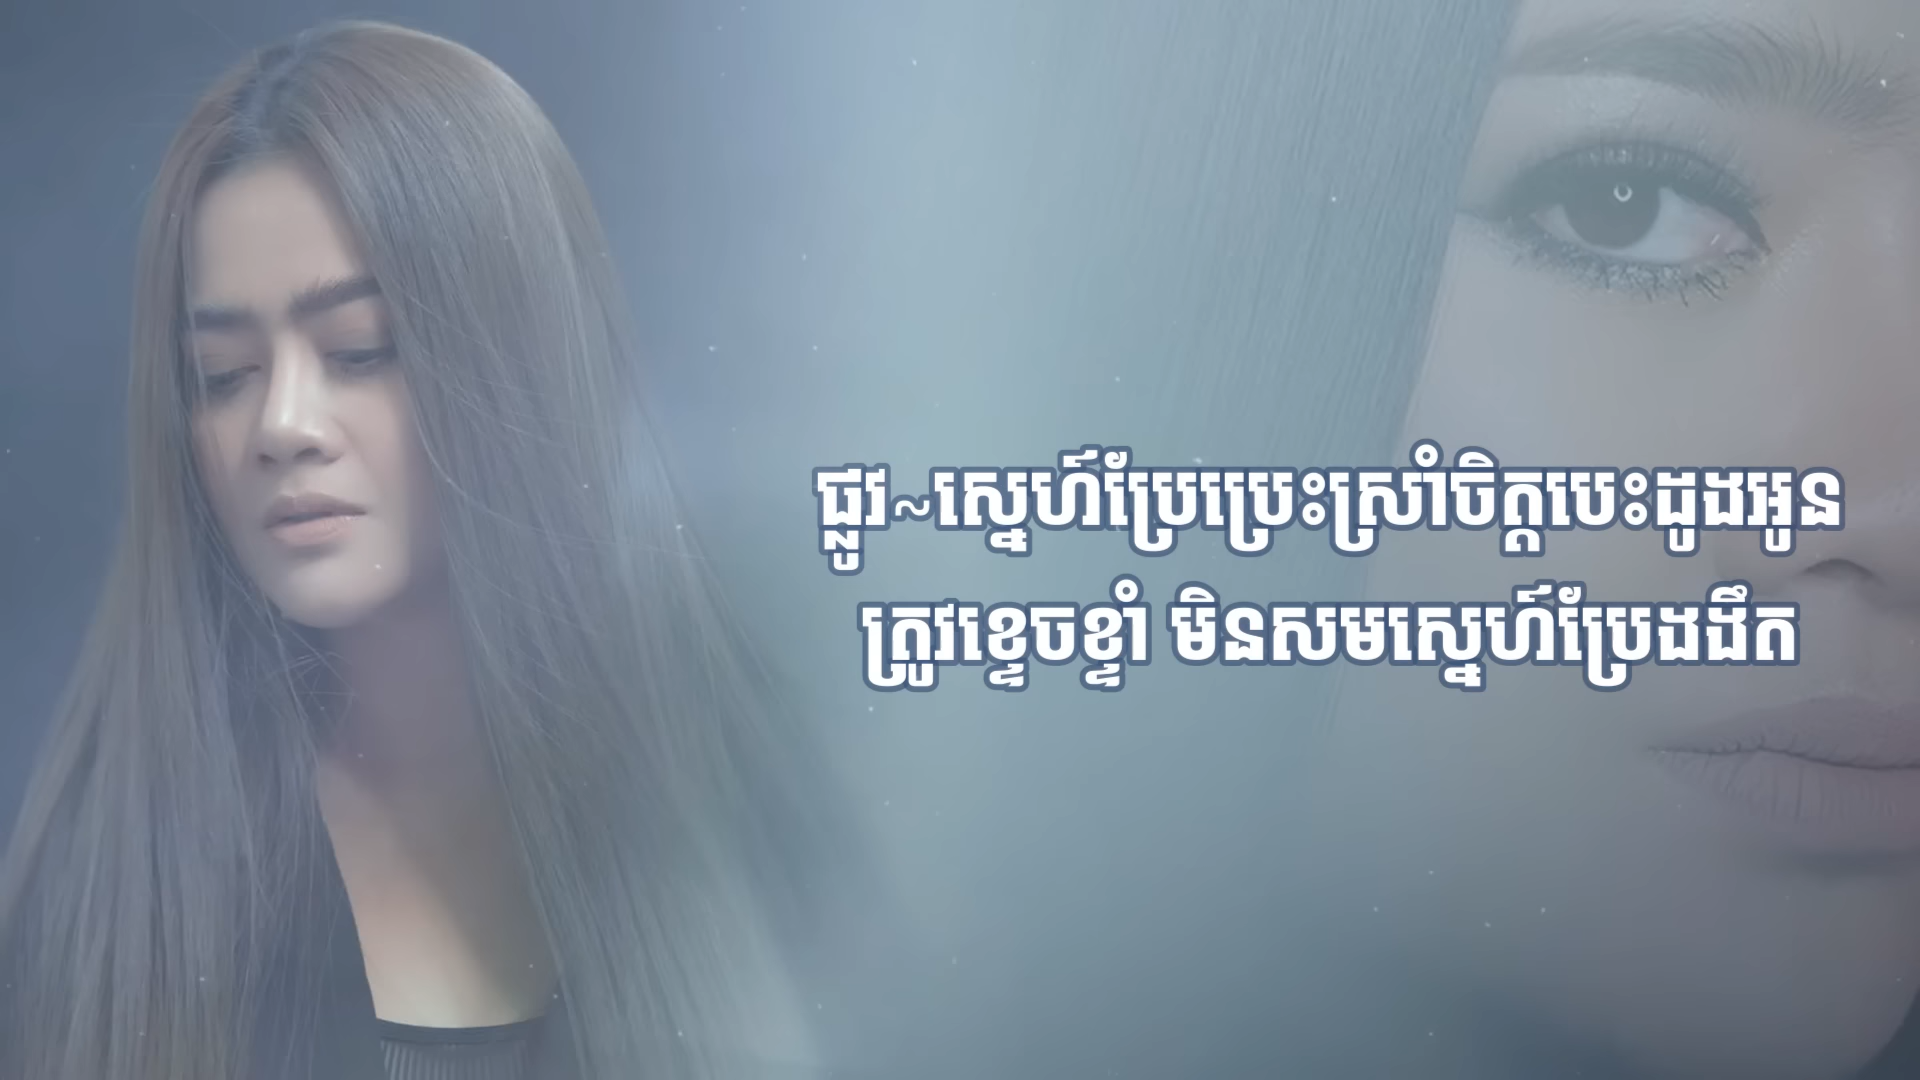 ផ្លូវ~ស្នេហ៍ប្រែប្រេះស្រាំចិត្តបេះដូងអូន
ត្រូវខ្ទេចខ្ទាំ មិនសមស្នេហ៍ប្រែងងឹត